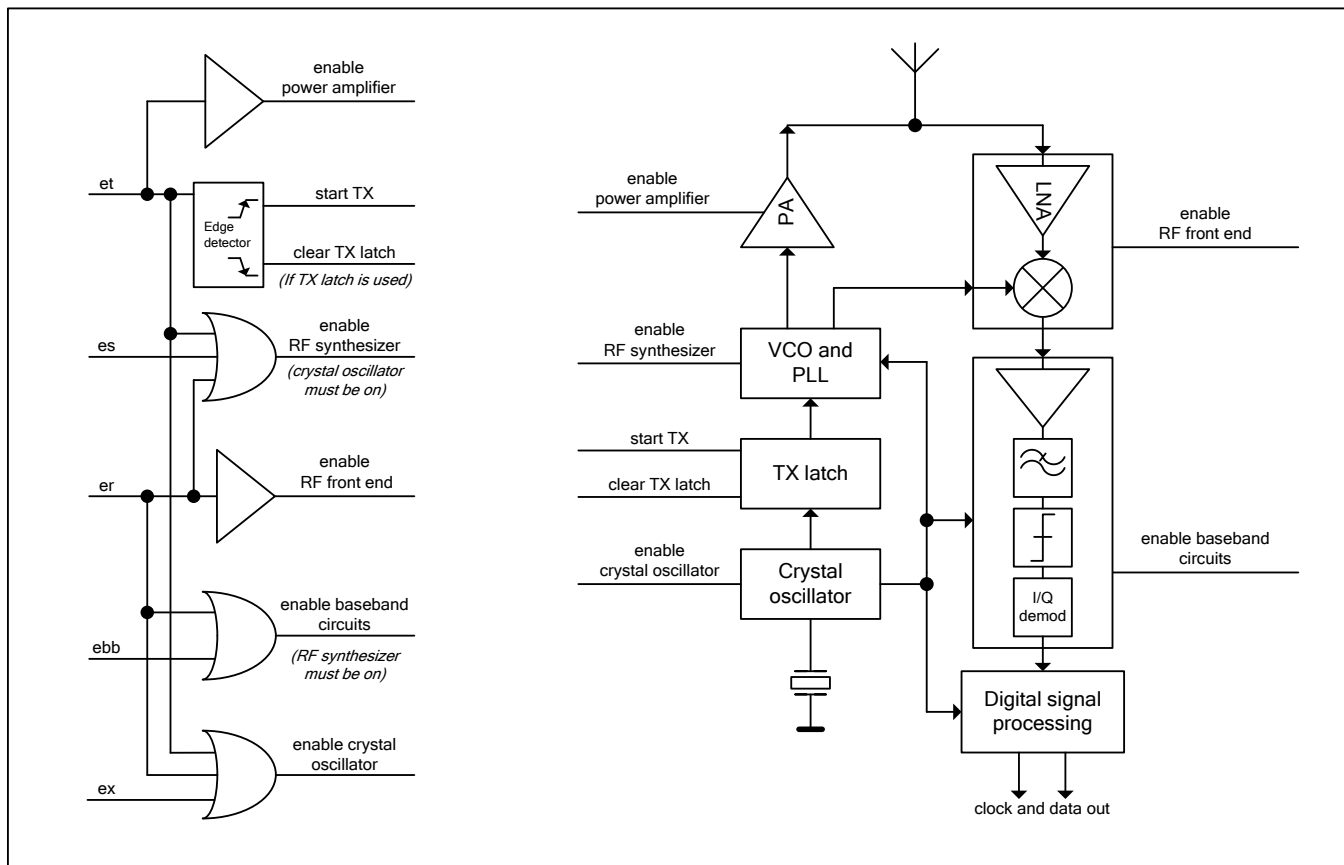 enable
power amplifier
et
start TX
Edge
detector
clear TX latch
(If TX latch is used)
enable
es
RF synthesizer
(crystal oscillator
must be on)
enable
er
RF front end
enable baseband
circuits
ebb
(RF synthesizer
must be on)
enable crystal
oscillator
ex
enable
power amplifier
PA
LNA
enable
RF front end
enable
RF synthesizer
VCO and
PLL
start TX
TX latch
clear TX latch
enable
crystal oscillator
Crystal
oscillator
enable baseband
circuits
I/Q
demod
Digital signal
processing
clock and data out